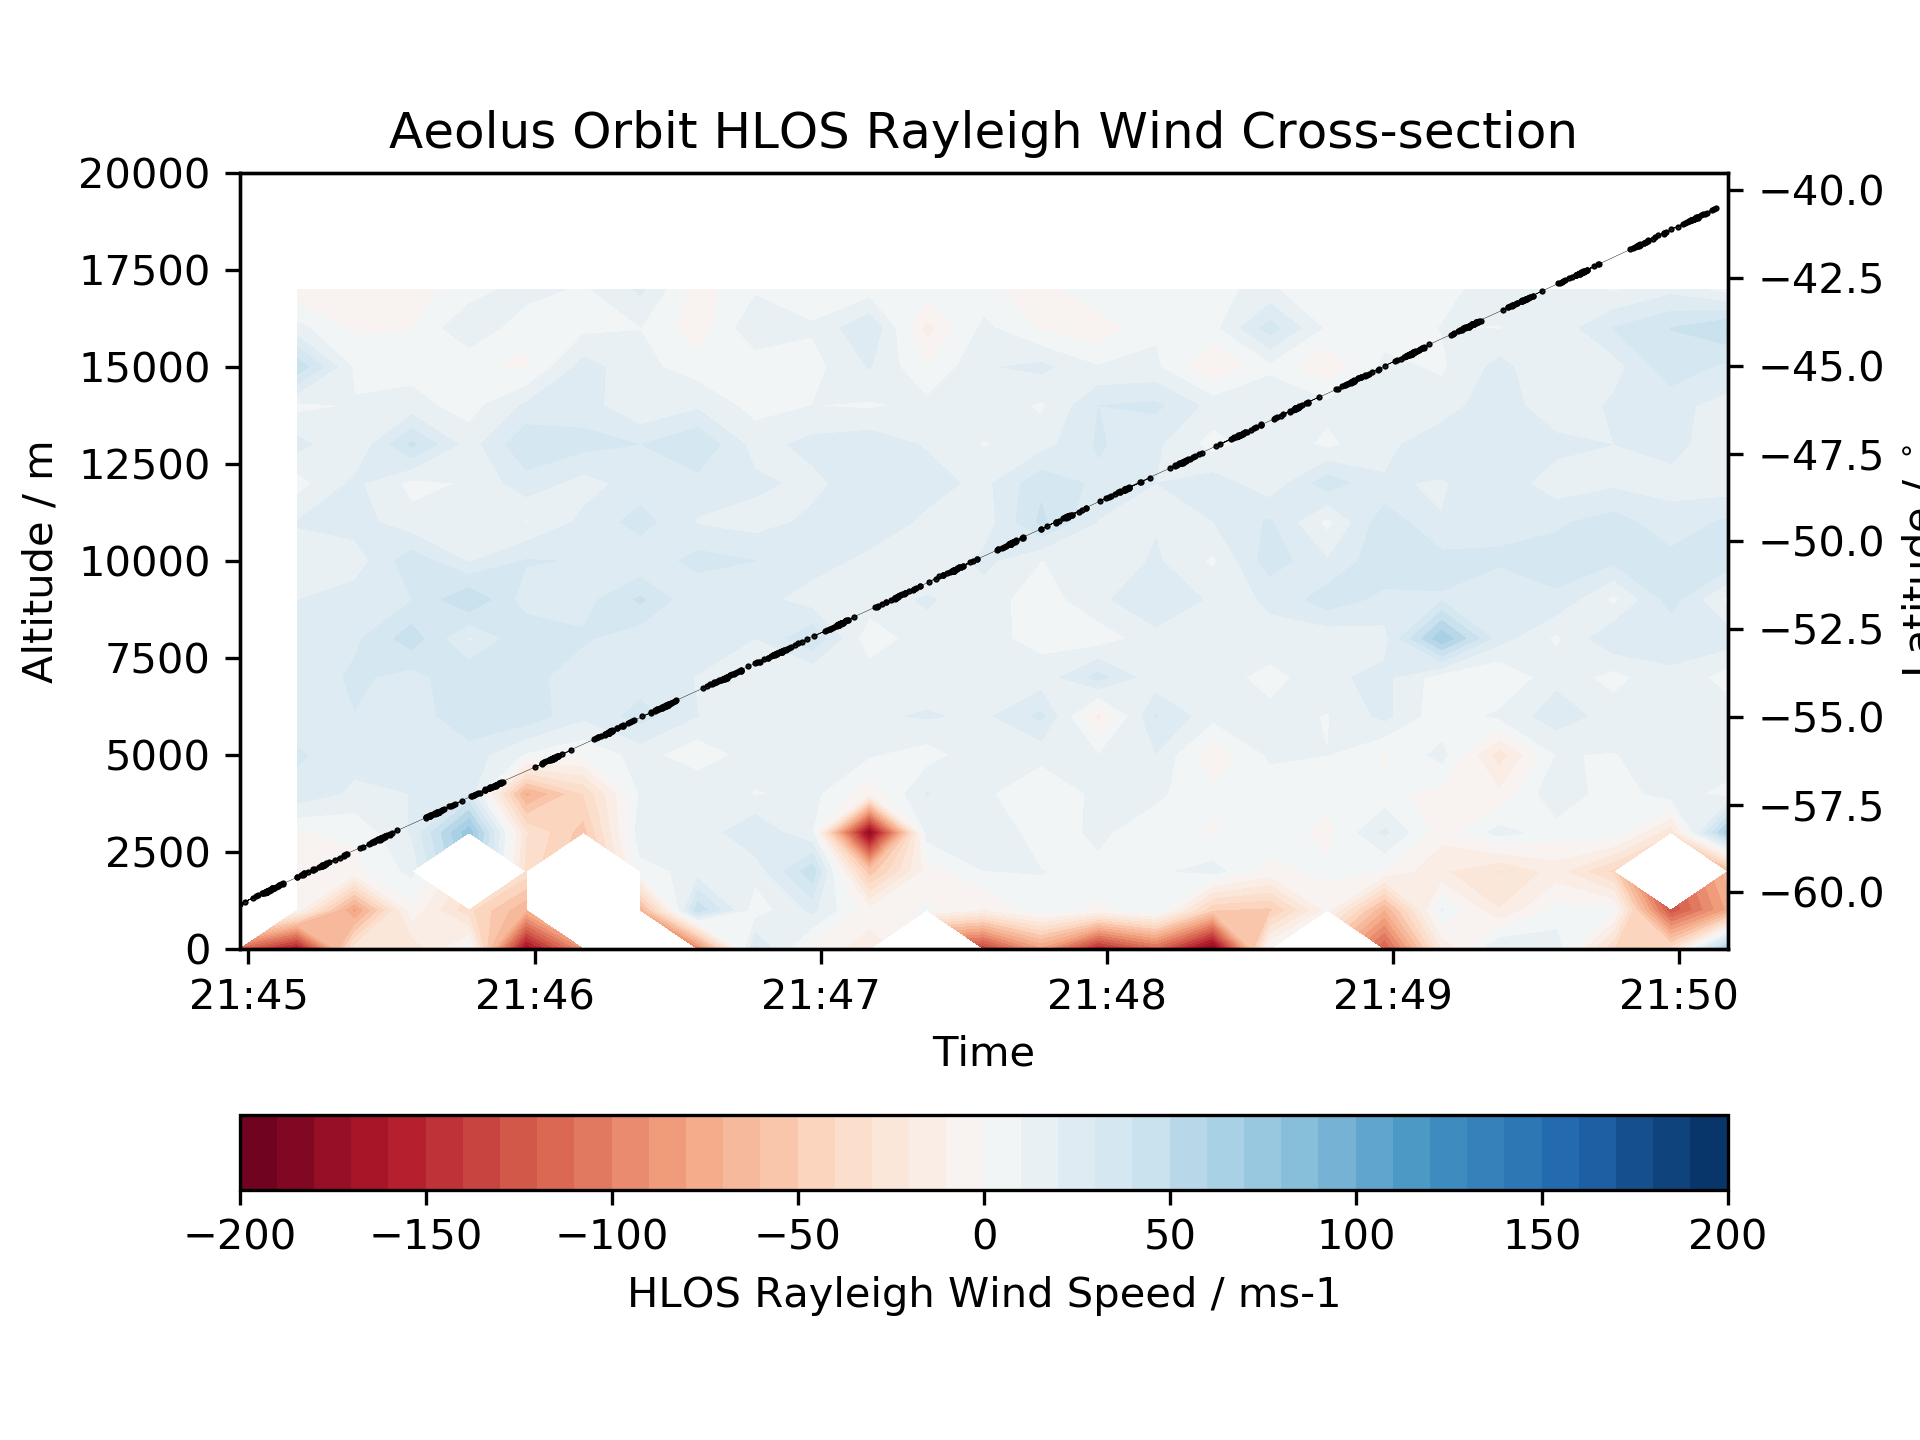 Aeolus Orbit HLOS Rayleigh Wind Cross-section
20000
17500
15000
12500
10000
7500
5000
2500
0
Altitude / m
−40.0
−42.5
−45.0
−47.5
−50.0
−52.5
−55.0
−57.5
−60.0
Latitude / °
21:45 21:46 21:47 21:48 21:49 21:50
Time
−200 −150 −100 −50 0 50 100 150 200
HLOS Rayleigh Wind Speed / ms-1